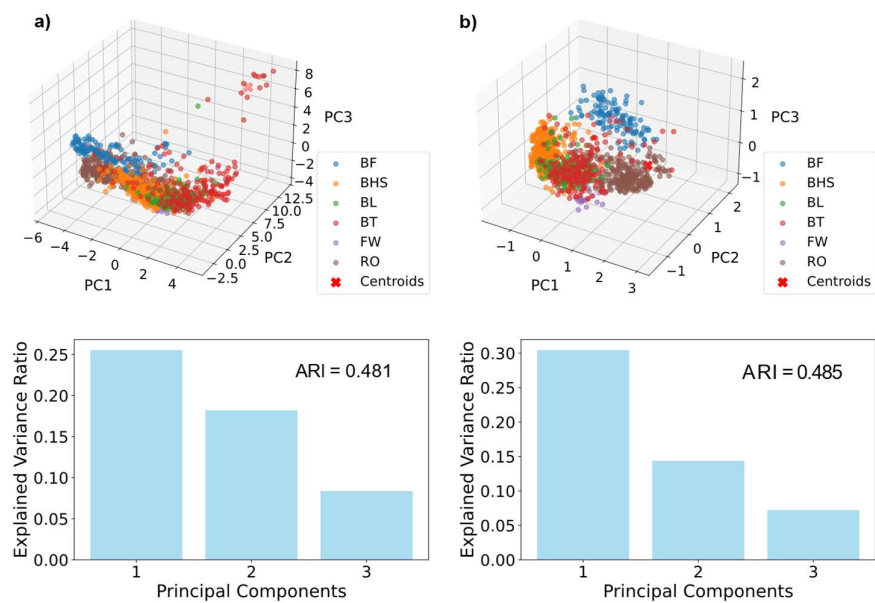 a)
8
6
4
2
0
−2
−4
PC3
12.5
10.0
7.5
5.0
2.5
0.0
−2.5
PC2
−6
−4
−2
0
2
4
PC1
BF
BHS
BL
BT
FW
RO
Centroids
b)
2
1
0
−1
PC3
2
1
0
−1
PC2
−1
0
1
2
3
PC1
BF
BHS
BL
BT
FW
RO
Centroids
0.25
0.20
0.15
0.10
0.05
0.00
Explained Variance Ratio
ARI = 0.481
1 2 3
Principal Components
0.30
0.25
0.20
0.15
0.10
0.05
0.00
Explained Variance Ratio
ARI = 0.485
1 2 3
Principal Components